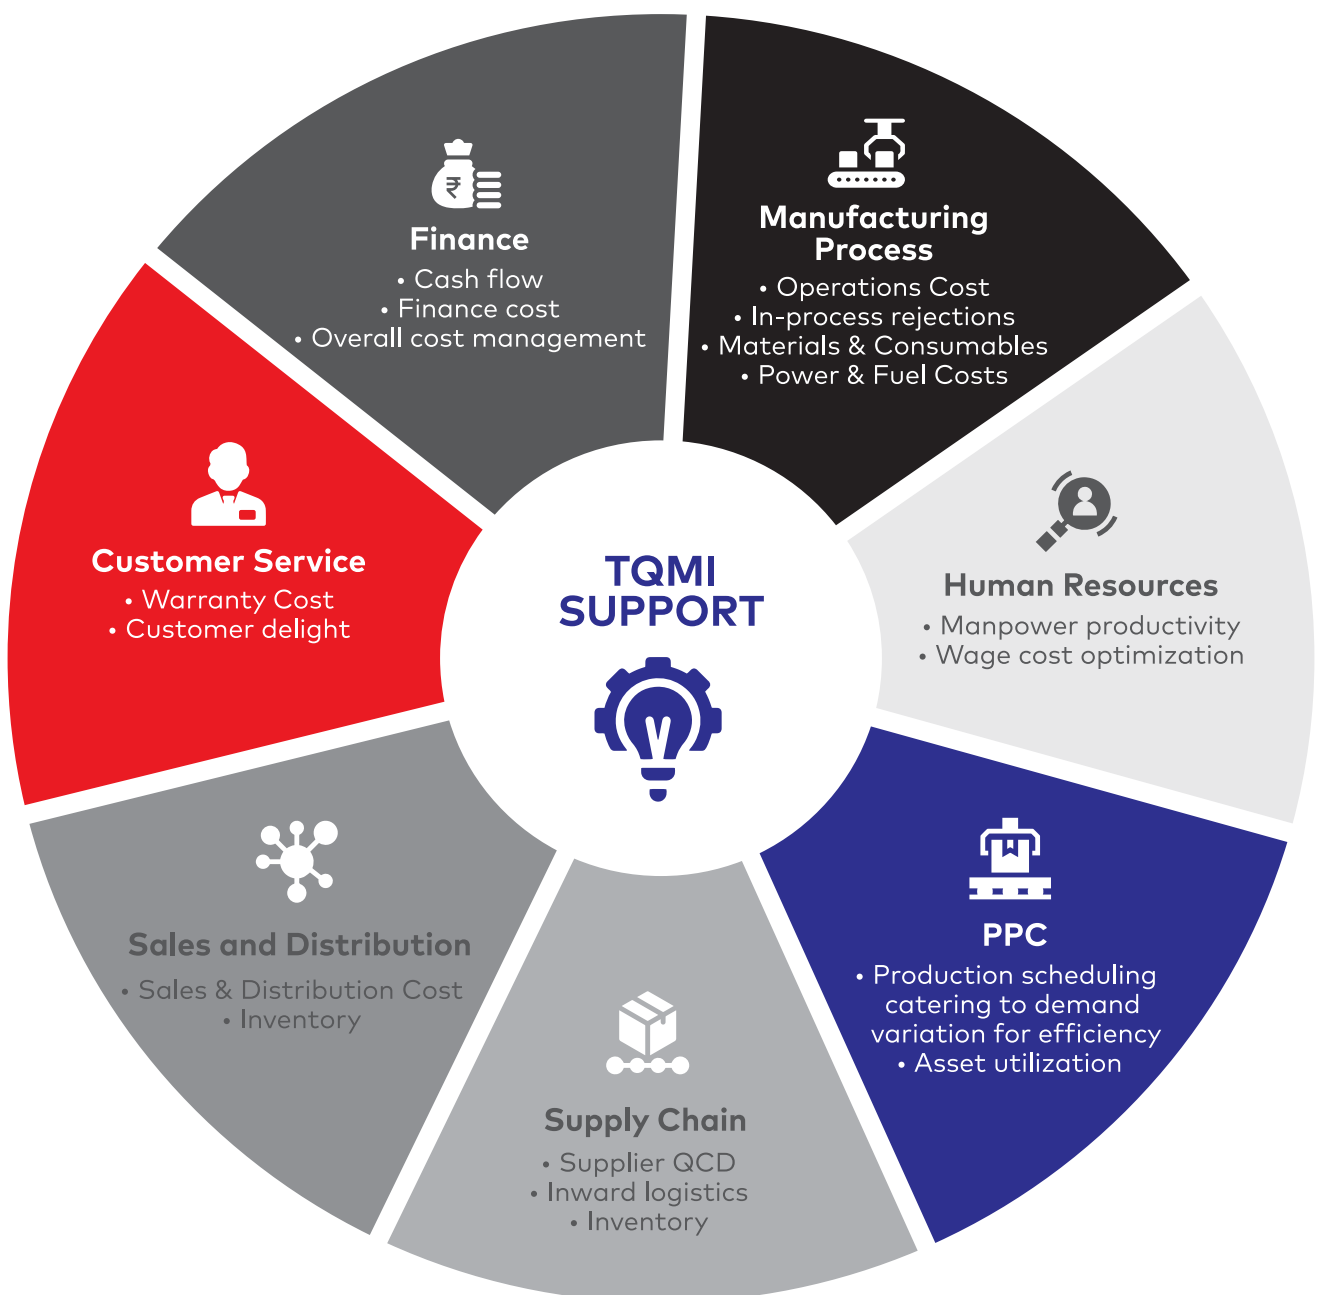 Finance
• Cash flow
• Finance cost
• Overall cost management
Manufacturing
Process
• Operations Cost
• In-process rejections
• Materials & Consumables
• Power & Fuel Costs
Human Resources
• Manpower productivity
• Wage cost optimization
PPC
• Production scheduling
catering to demand
variation for efficiency
• Asset utilization
Supply Chain
• Supplier QCD
• Inward logistics
• Inventory
Sales and Distribution
• Sales & Distribution Cost
• Inventory
Customer Service
• Warranty Cost
• Customer delight
TQMI
SUPPORT
₹